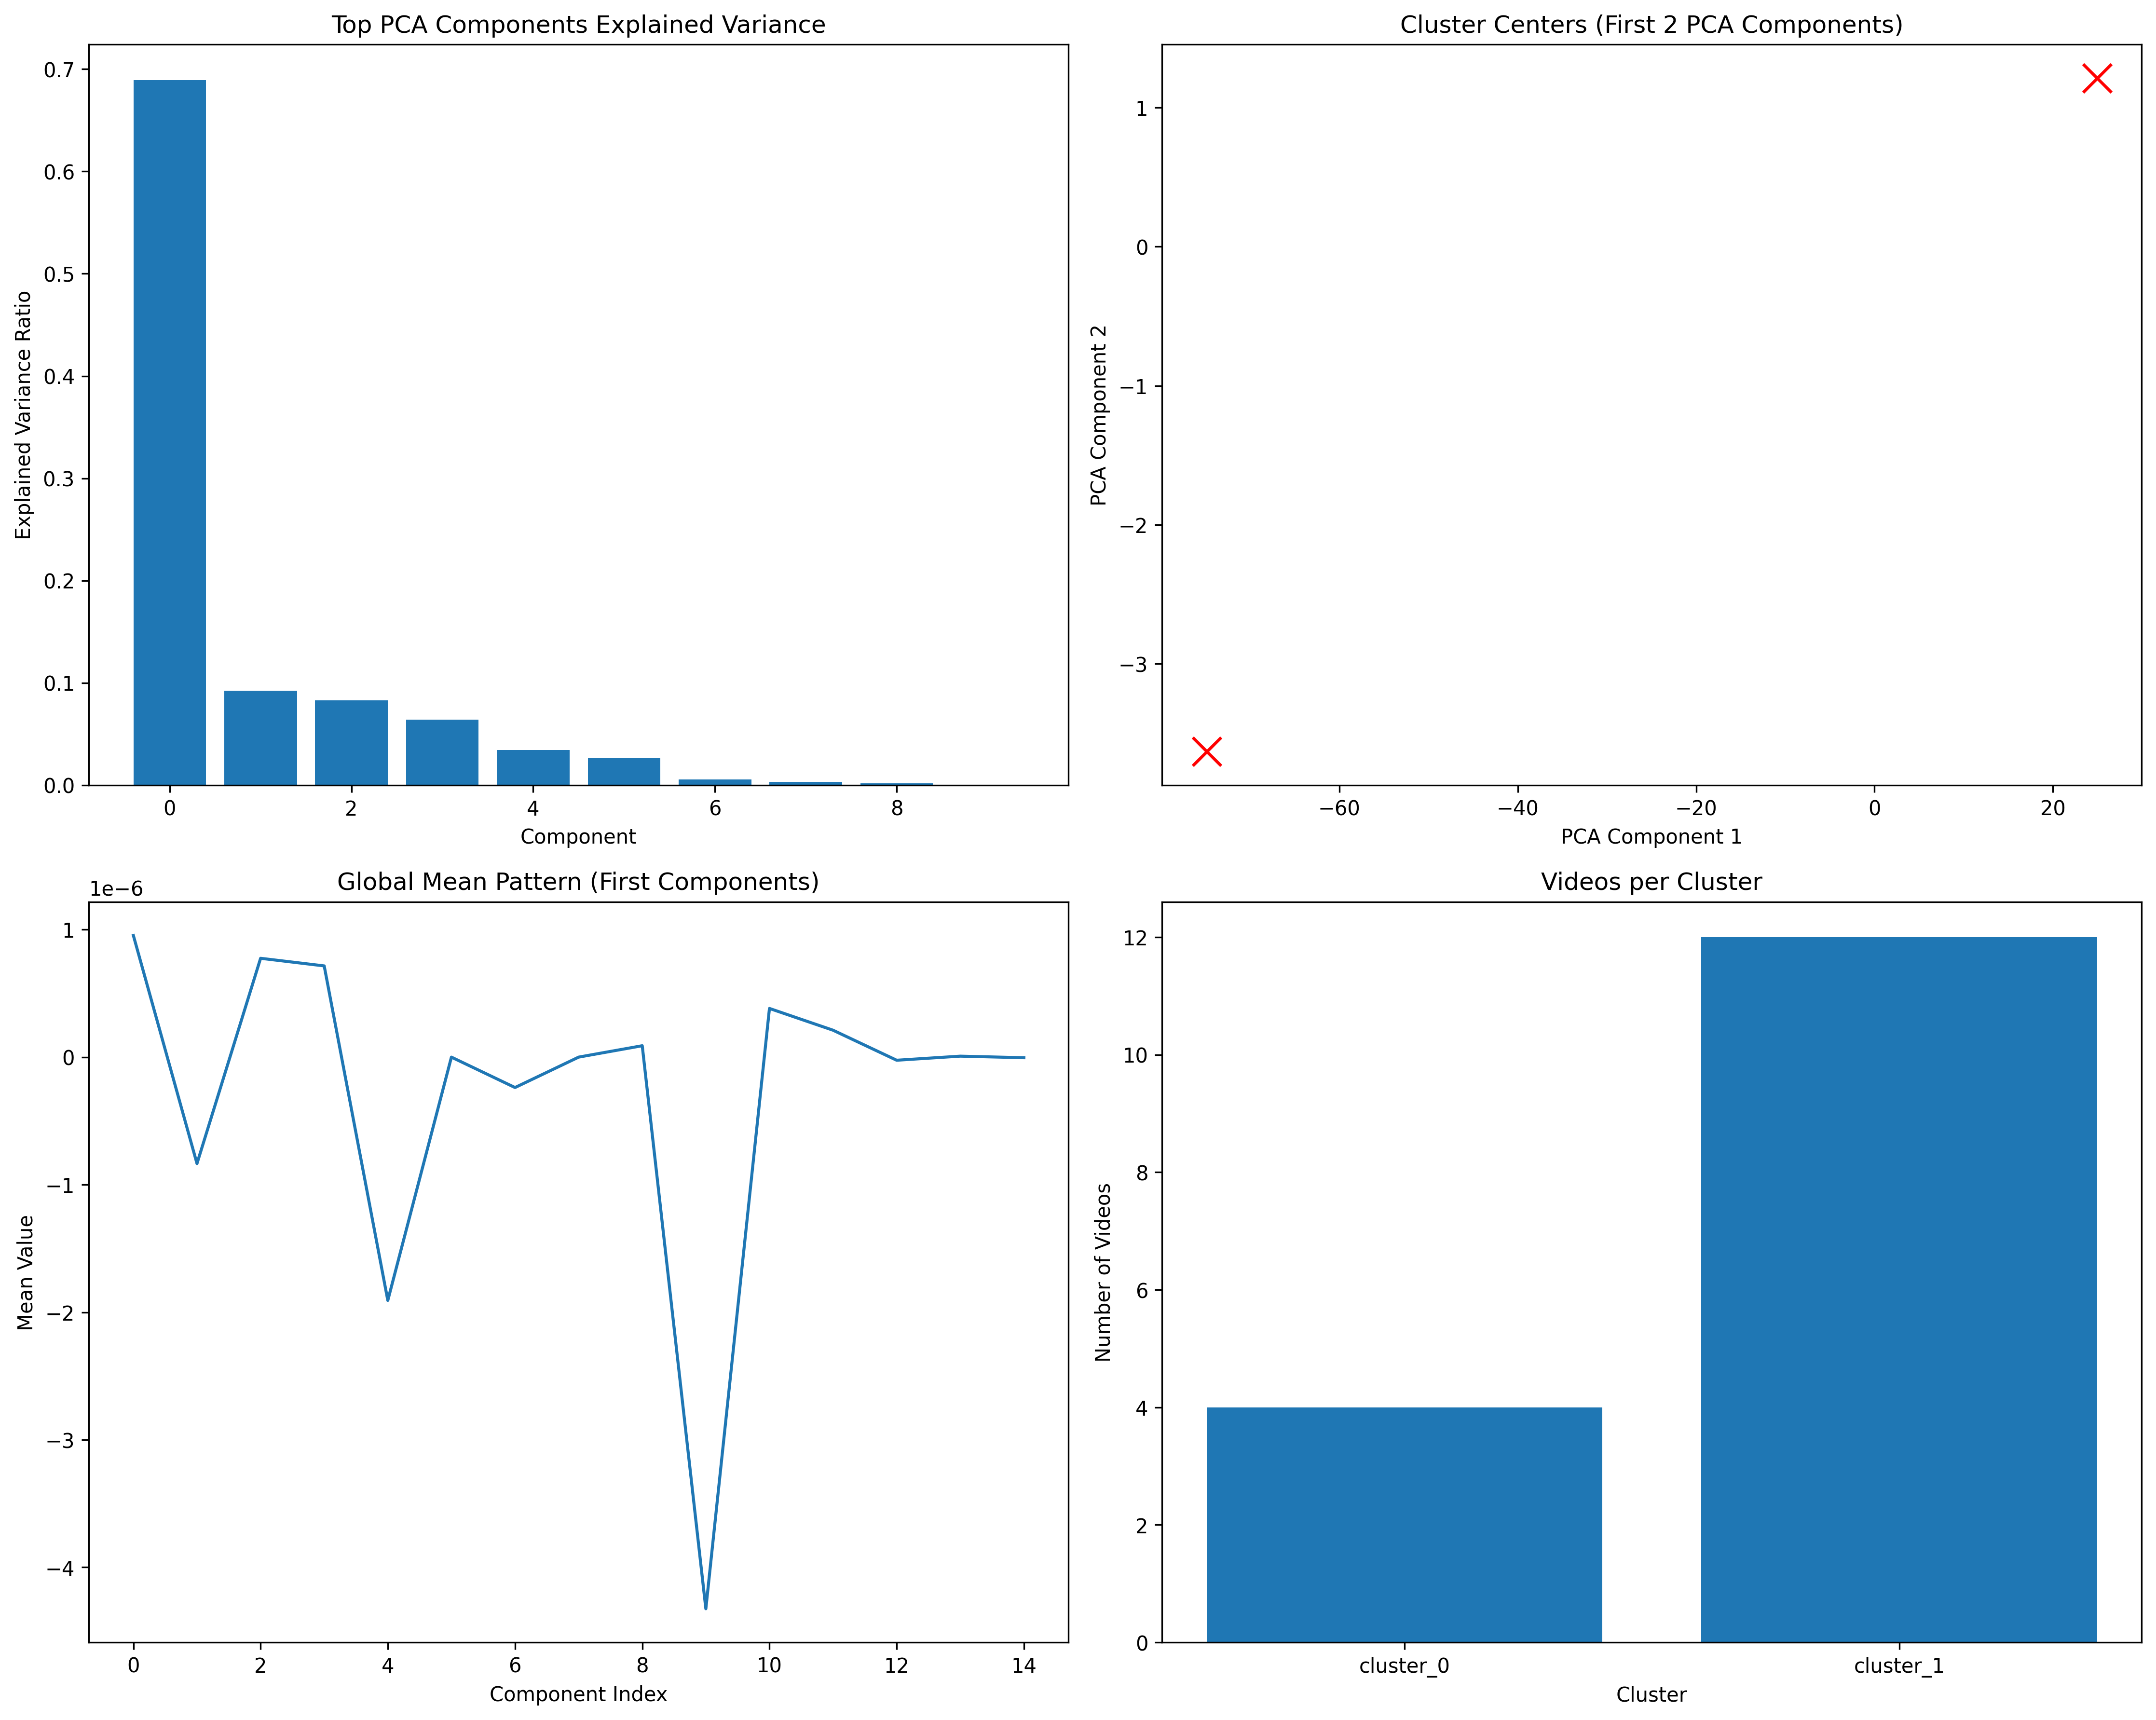 Top PCA Components Explained Variance
0.7
0.6
0.5
0.4
0.3
0.2
0.1
0.0
Explained Variance Ratio
0 2 4 6 8
Component
Cluster Centers (First 2 PCA Components)
1
0
−1
−2
−3
PCA Component 2
−60 −40 −20 0 20
PCA Component 1
Global Mean Pattern (First Components)
1e−6
1
0
−1
−2
−3
−4
Mean Value
0 2 4 6 8 10 12 14
Component Index
Videos per Cluster
12
10
8
6
4
2
0
Number of Videos
cluster_0 cluster_1
Cluster